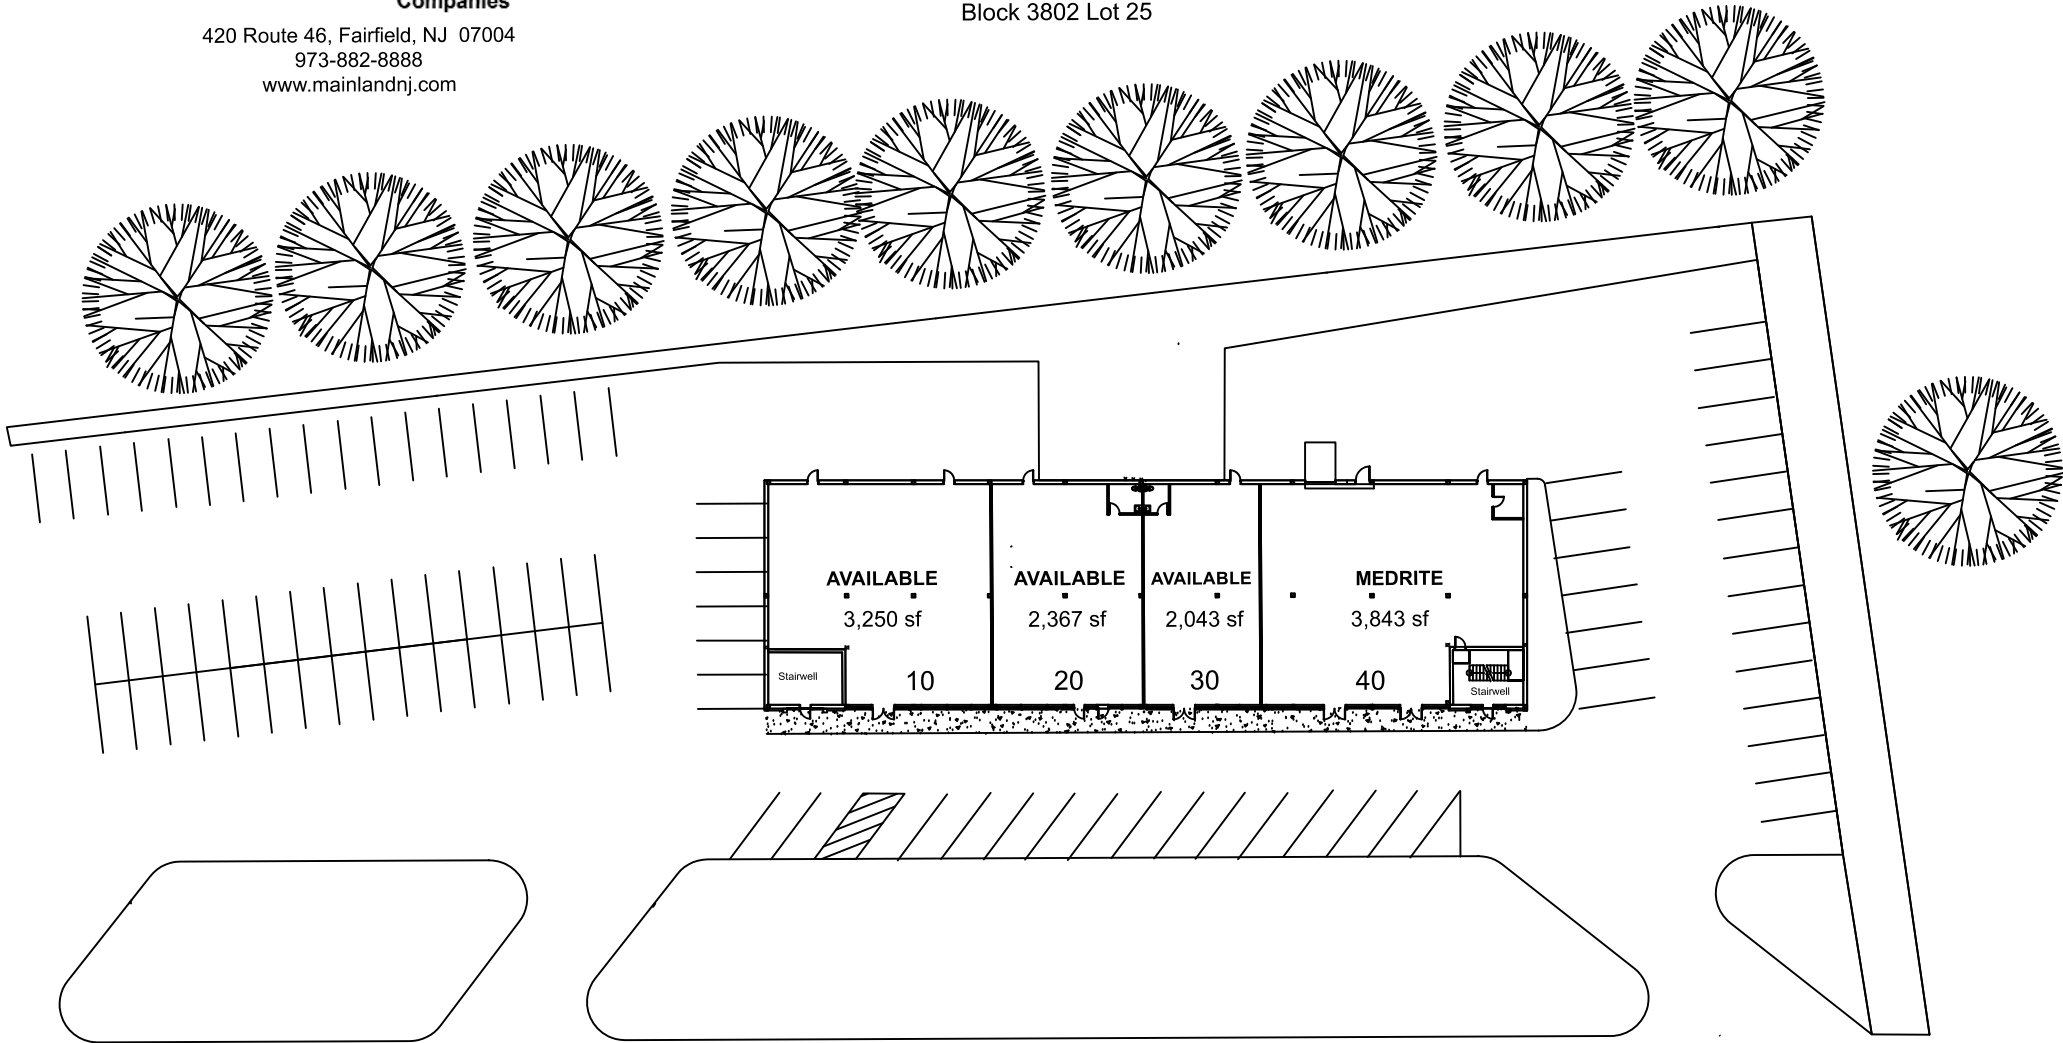 Companies
420 Route 46, Fairfield, NJ 07004
973-882-8888
www.mainlandnj.com
Block 3802 Lot 25
AVAILABLE
3,250 sf
10
Stairwell
AVAILABLE
2,367 sf
20
AVAILABLE
2,043 sf
30
MEDRITE
3,843 sf
40
Stairwell